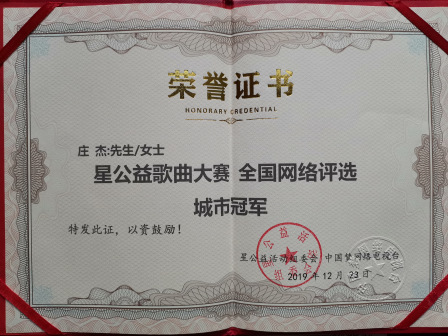 荣誉证书
HONORARY CREDENTIAL
庄 杰:先生/女士
星公益歌曲大赛 全国网络评选
城市冠军
特发此证，以资鼓励！
星公益活动组委会 中国梦网络电视台
2019年12月23日